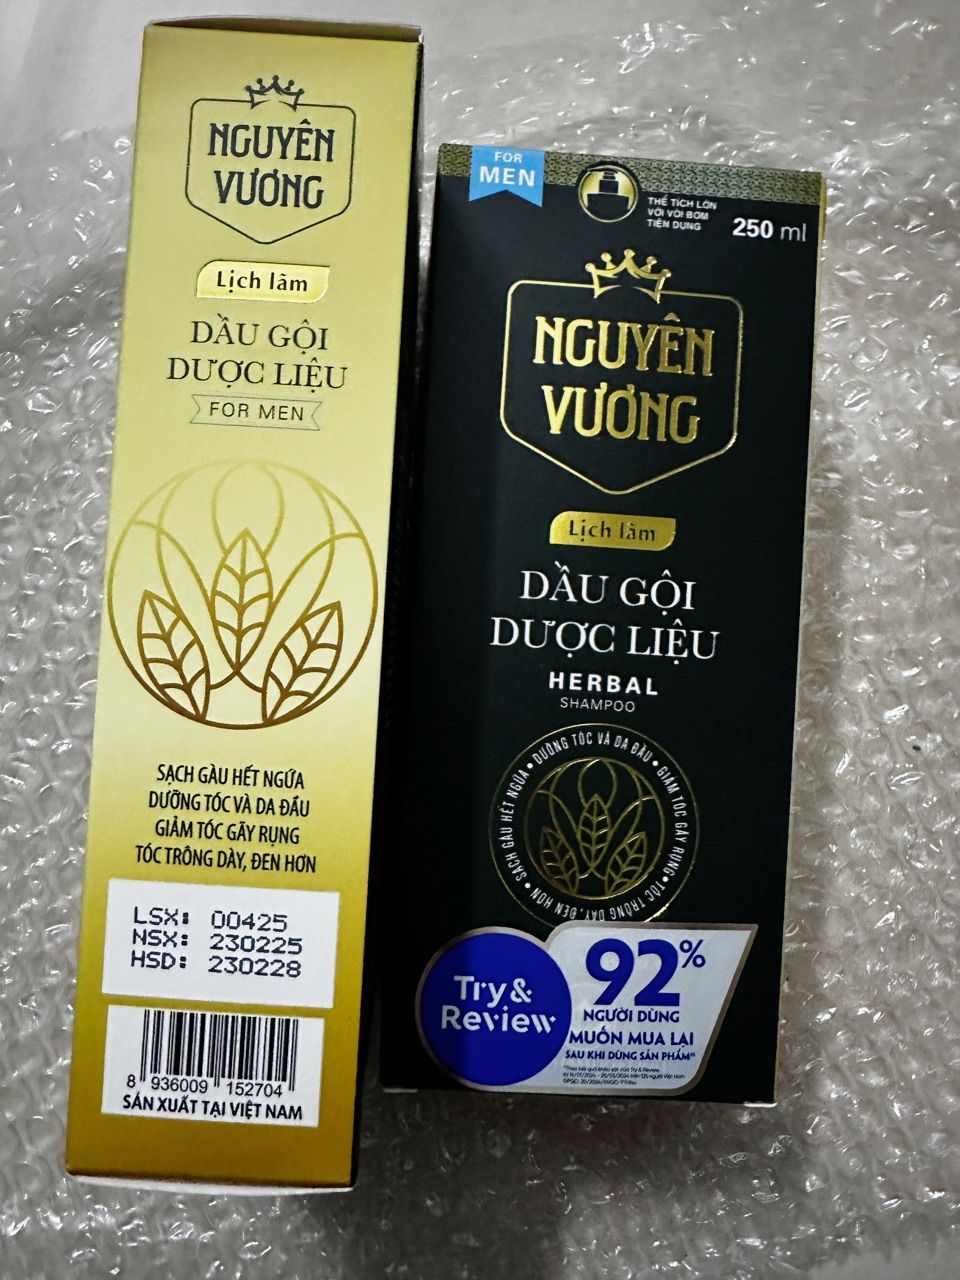 NGUYÊN
VƯƠNG
Lịch lãm
DẦU GỘI
DƯỢC LIỆU
FOR MEN
SẠCH GÀU HẾT NGỨA
DƯỠNG TÓC VÀ DA ĐẦU
GIẢM TÓC GÃY RỤNG
TÓC TRÔNG DÀY, ĐEN HƠN
LSX: 00425
NSX: 230225
HSD: 230228
8 936009 152704
SẢN XUẤT TẠI VIỆT NAM
FOR
MEN
THỂ TÍCH LỚN
VỚI VÒI BƠM
TIỆN DỤNG
250 ml
NGUYÊN
VƯƠNG
Lịch lãm
DẦU GỘI
DƯỢC LIỆU
HERBAL
SHAMPOO
• SẠCH GÀU HẾT NGỨA • DƯỠNG TÓC VÀ DA ĐẦU • GIẢM TÓC GÃY RỤNG • TÓC TRÔNG DÀY, ĐEN HƠN
Try&
Review
92%
NGƯỜI DÙNG
MUỐN MUA LẠI
SAU KHI DÙNG SẢN PHẨM